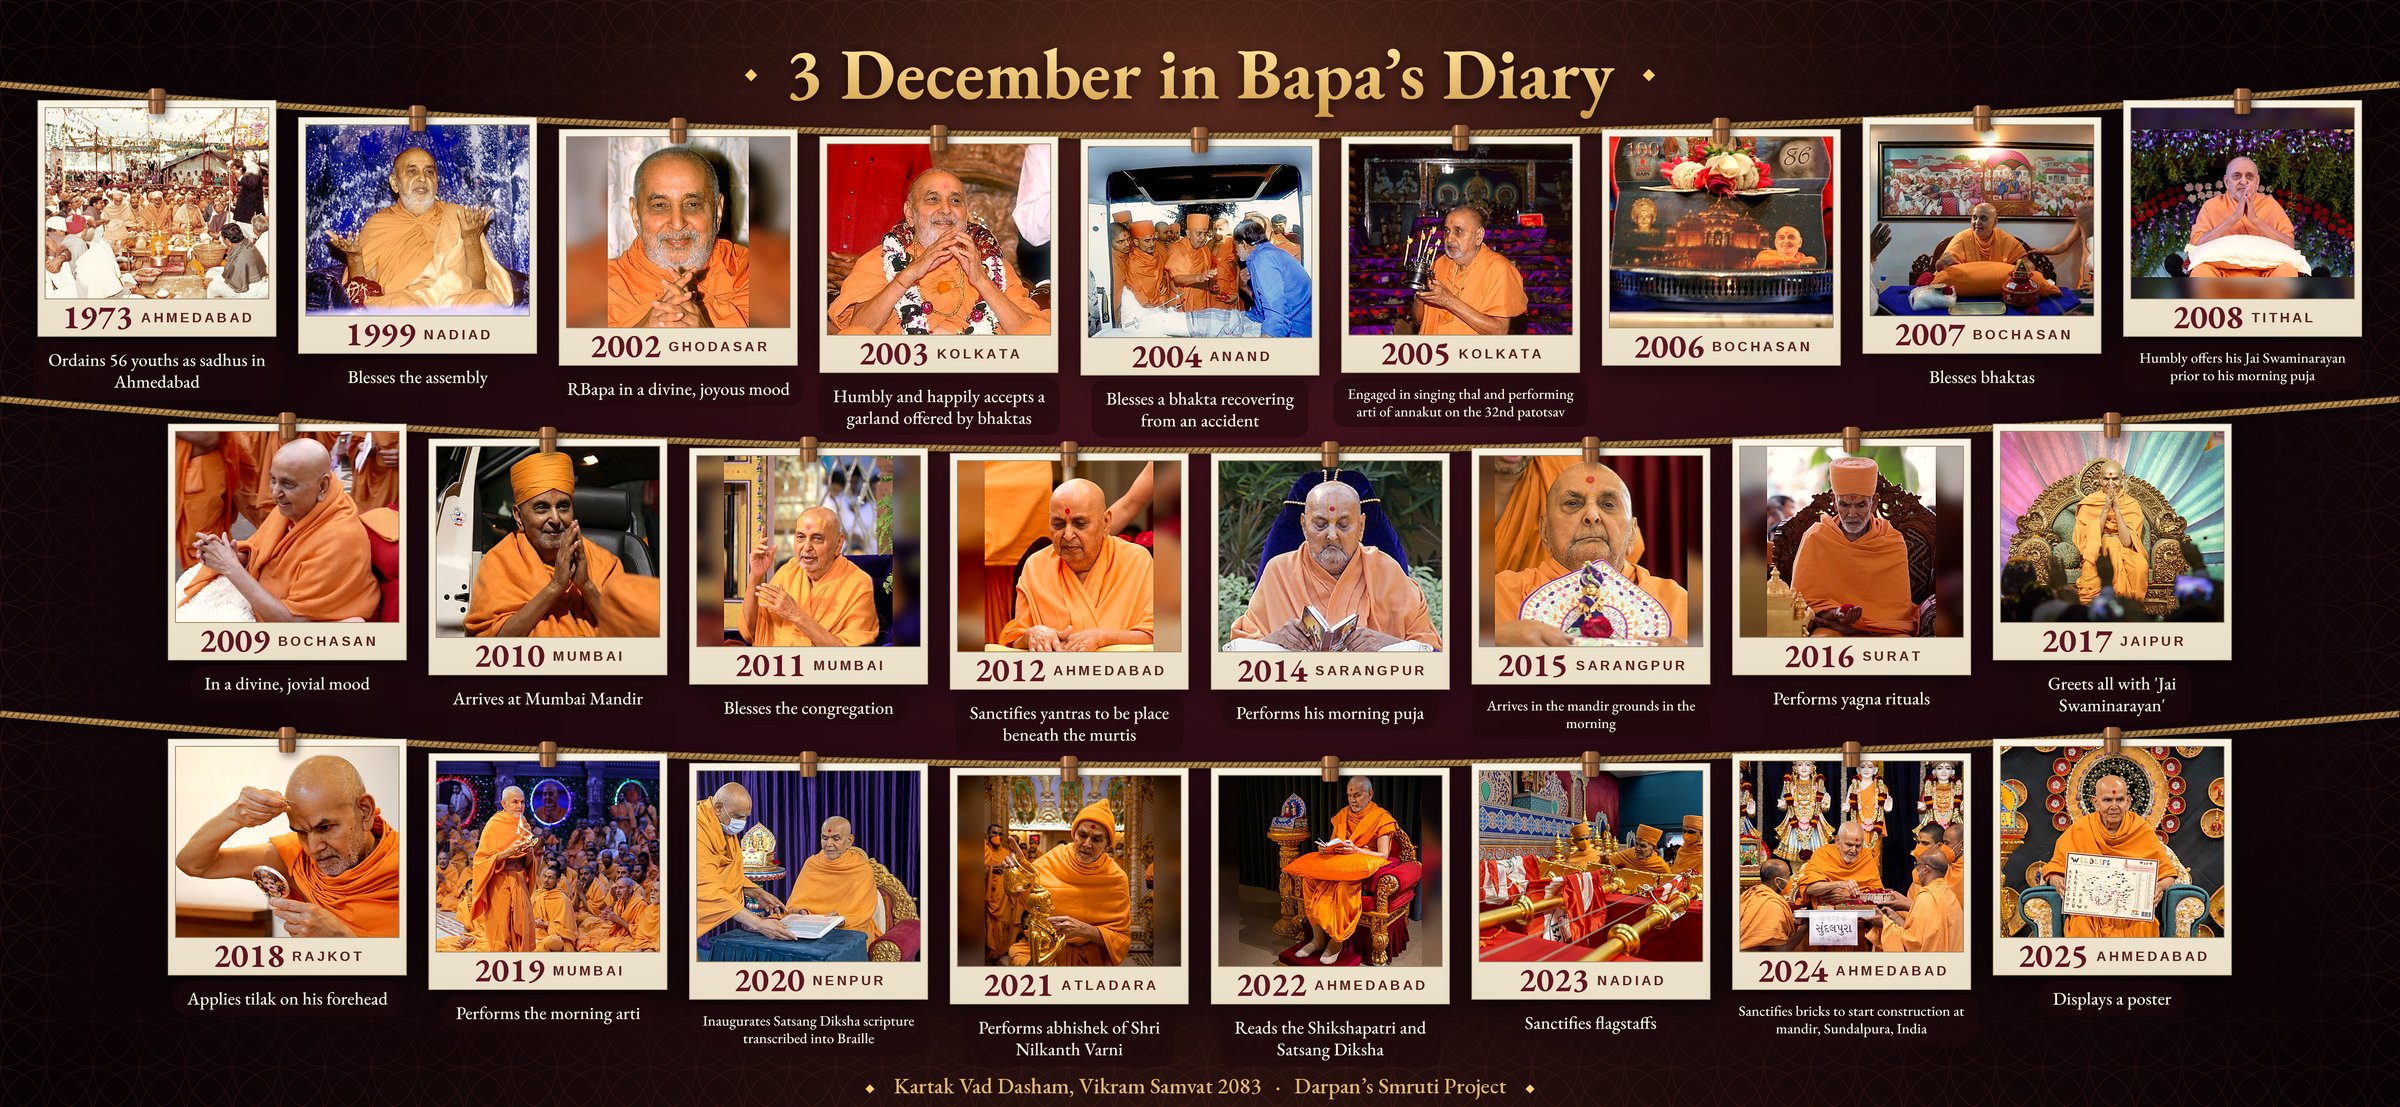 3 December in Bapa's Diary
1973 AHMEDABAD
Ordains 56 youths as sadhus in
Ahmedabad
1999 NADIAD
Blesses the assembly
2002 GHODASAR
RBapa in a divine, joyous mood
2003 KOLKATA
Humbly and happily accepts a
garland offered by bhaktas
2004 ANAND
Blesses a bhakta recovering
from an accident
2005 KOLKATA
Engaged in singing thal and performing
arti of annakut on the 32nd patotsav
100
86
2006 BOCHASAN
2007 BOCHASAN
Blesses bhaktas
2008 TITHAL
Humbly offers his Jai Swaminarayan
prior to his morning puja
2009 BOCHASAN
In a divine, jovial mood
2010 MUMBAI
Arrives at Mumbai Mandir
2011 MUMBAI
Blesses the congregation
2012 AHMEDABAD
Sanctifies yantras to be place
beneath the murtis
2014 SARANGPUR
Performs his morning puja
2015 SARANGPUR
Arrives in the mandir grounds in the
morning
2016 SURAT
Performs yagna rituals
2017 JAIPUR
Greets all with 'Jai
Swaminarayan'
2018 RAJKOT
Applies tilak on his forehead
2019 MUMBAI
Performs the morning arti
2020 NENPUR
Inaugurates Satsang Diksha scripture
transcribed into Braille
2021 ATLADARA
Performs abhishek of Shri
Nilkanth Varni
2022 AHMEDABAD
Reads the Shikshapatri and
Satsang Diksha
2023 NADIAD
Sanctifies flagstaffs
સુંદલપુરા
2024 AHMEDABAD
Sanctifies bricks to start construction at
mandir, Sundalpura, India
2025 AHMEDABAD
Displays a poster
Kartak Vad Dasham, Vikram Samvat 2083 · Darpan's Smruti Project